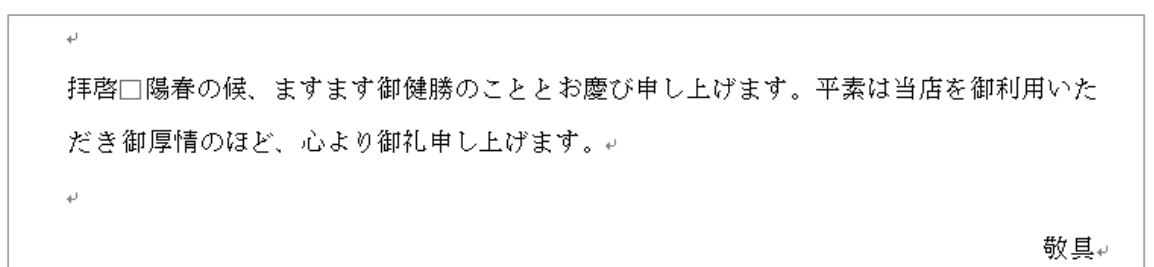 拝啓□陽春の候、ますます御健勝のこととお慶び申し上げます。平素は当店を御利用いた
だき御厚情のほど、心より御礼申し上げます。↵
↵
敬具↵